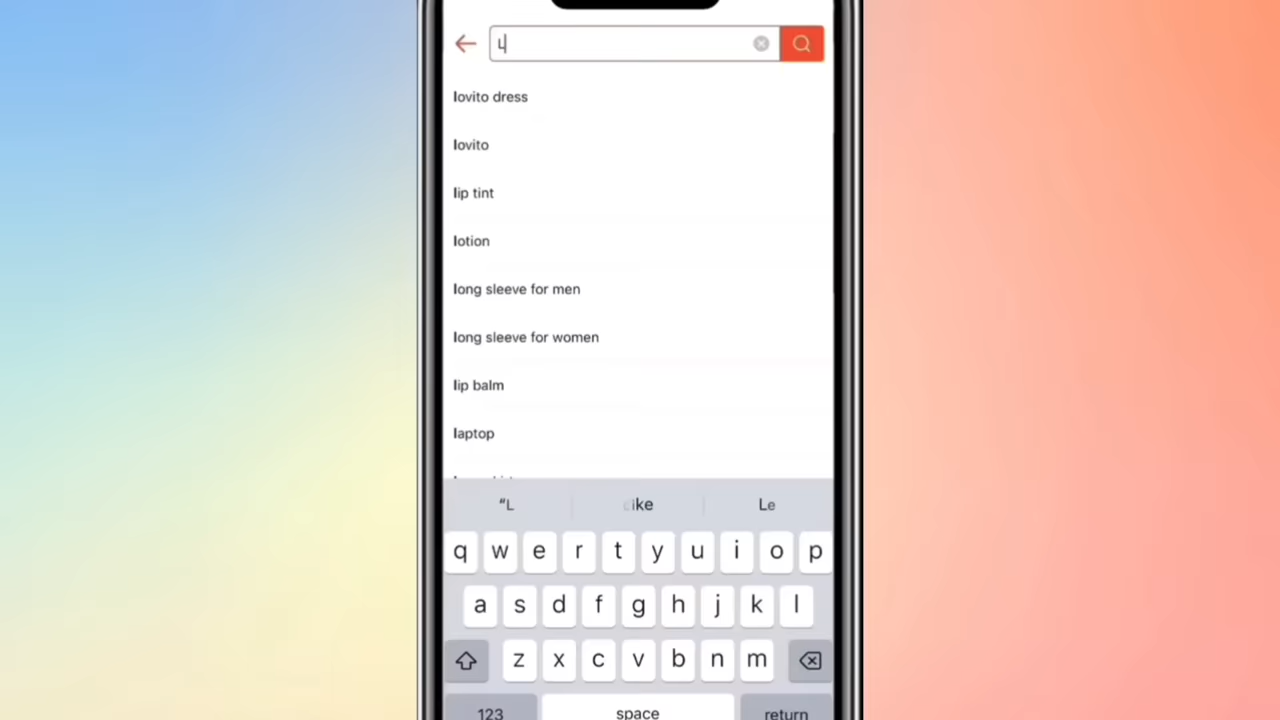 L
lovito dress
lovito
lip tint
lotion
long sleeve for men
long sleeve for women
lip balm
laptop
“L
Le
q w e r t y u i o p
a s d f g h j k l
z x c v b n m
123 space return